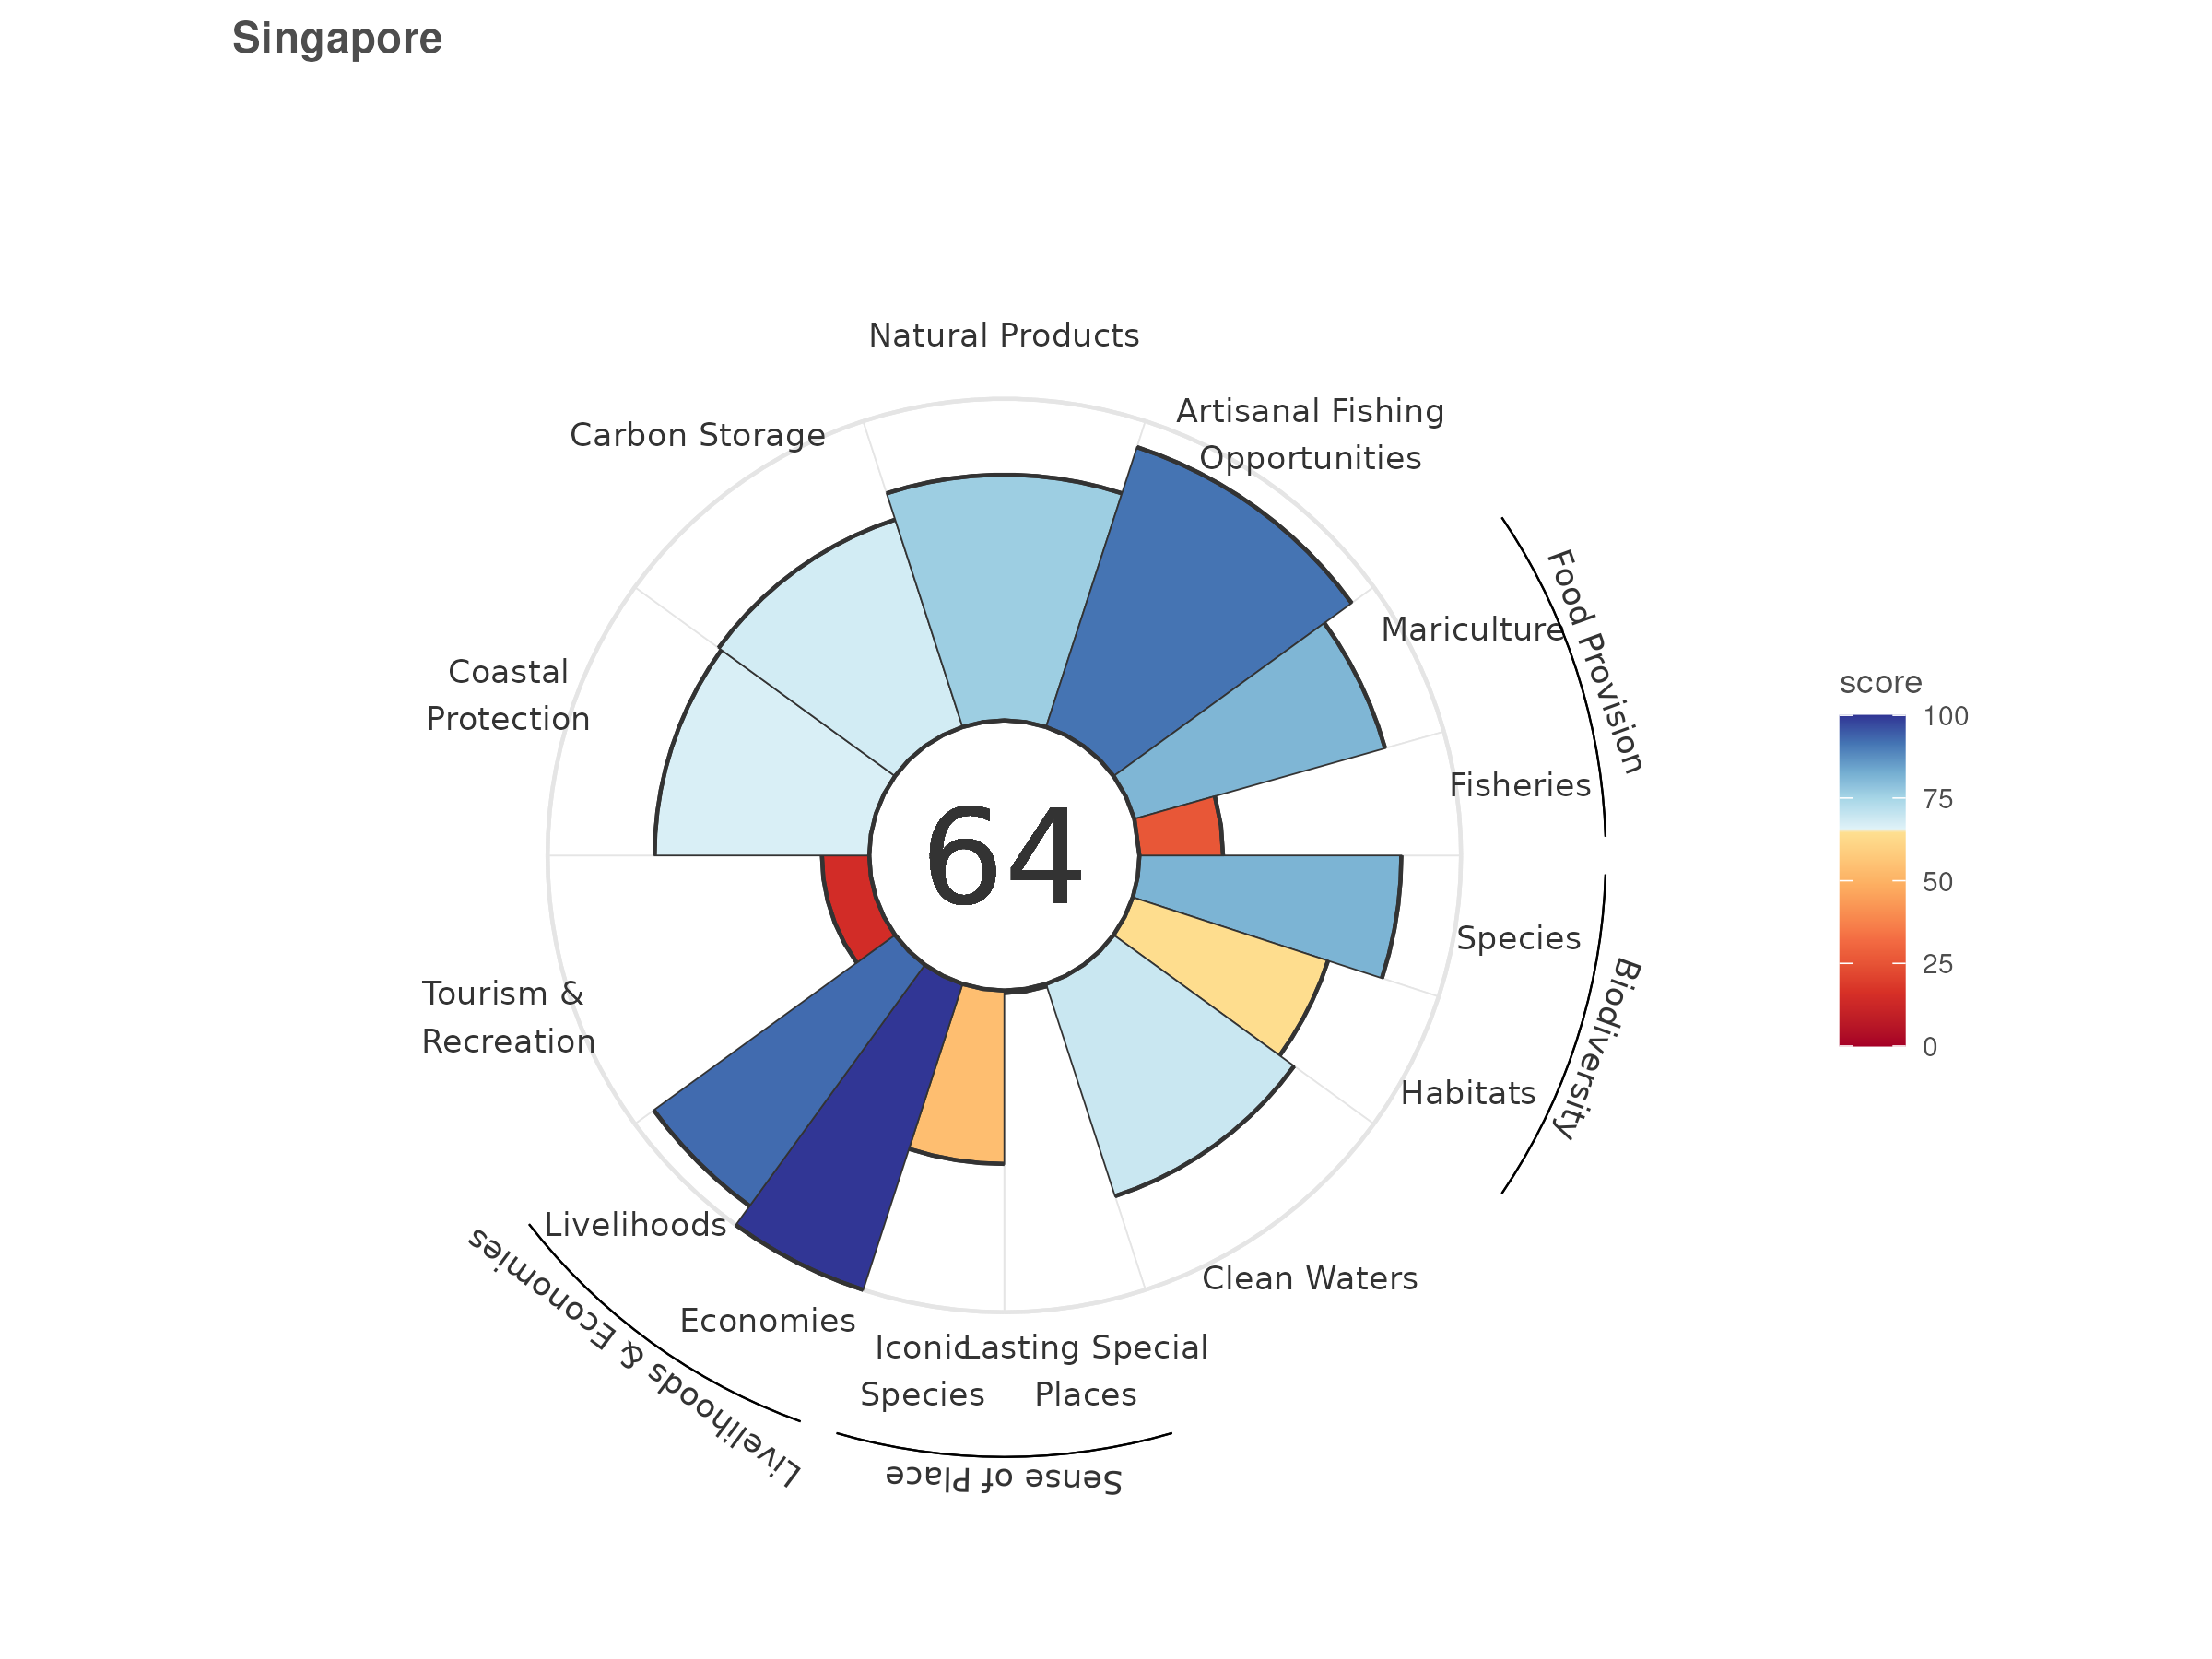 Singapore
Natural Products
Artisanal Fishing
Opportunities
Carbon Storage
Food Provision
Mariculture
Coastal
Protection
Fisheries
64
Species
Biodiversity
Tourism &
Recreation
Habitats
Livelihoods
Clean Waters
Livelihoods & Economies
Economies
Iconic
Species
Lasting Special
Places
Sense of Place
score
100
75
50
25
0